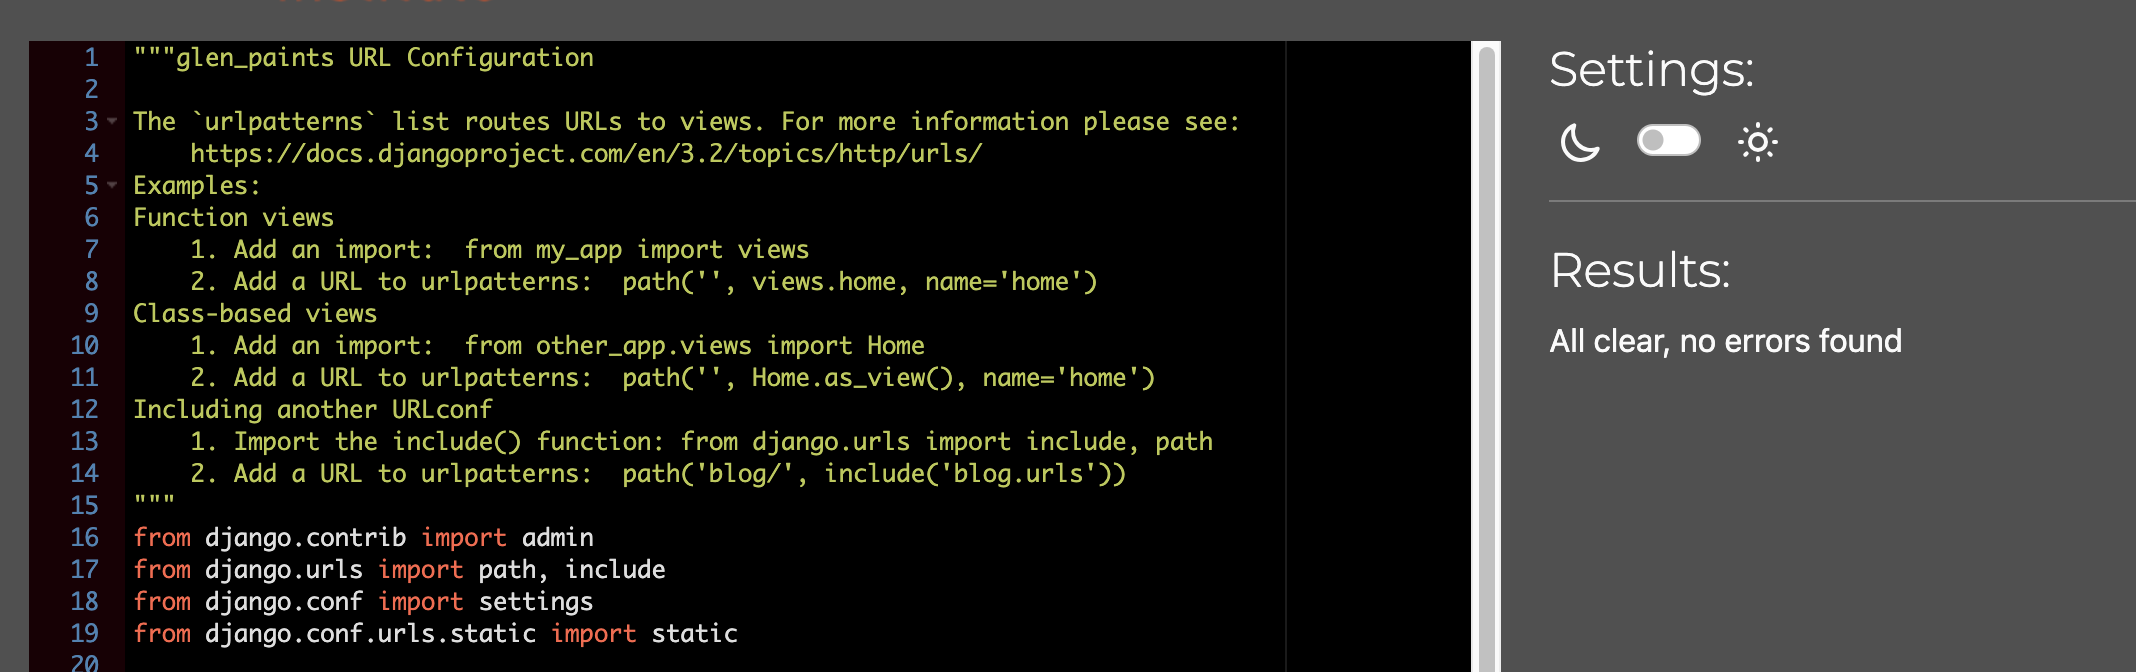 1 """glen_paints URL Configuration
2
3 The `urlpatterns` list routes URLs to views. For more information please see:
4     https://docs.djangoproject.com/en/3.2/topics/http/urls/
5 Examples:
6 Function views
7     1. Add an import:  from my_app import views
8     2. Add a URL to urlpatterns:  path('', views.home, name='home')
9 Class-based views
10     1. Add an import:  from other_app.views import Home
11     2. Add a URL to urlpatterns:  path('', Home.as_view(), name='home')
12 Including another URLconf
13     1. Import the include() function: from django.urls import include, path
14     2. Add a URL to urlpatterns:  path('blog/', include('blog.urls'))
15 """
16 from django.contrib import admin
17 from django.urls import path, include
18 from django.conf import settings
19 from django.conf.urls.static import static
20
Settings:
Results:
All clear, no errors found